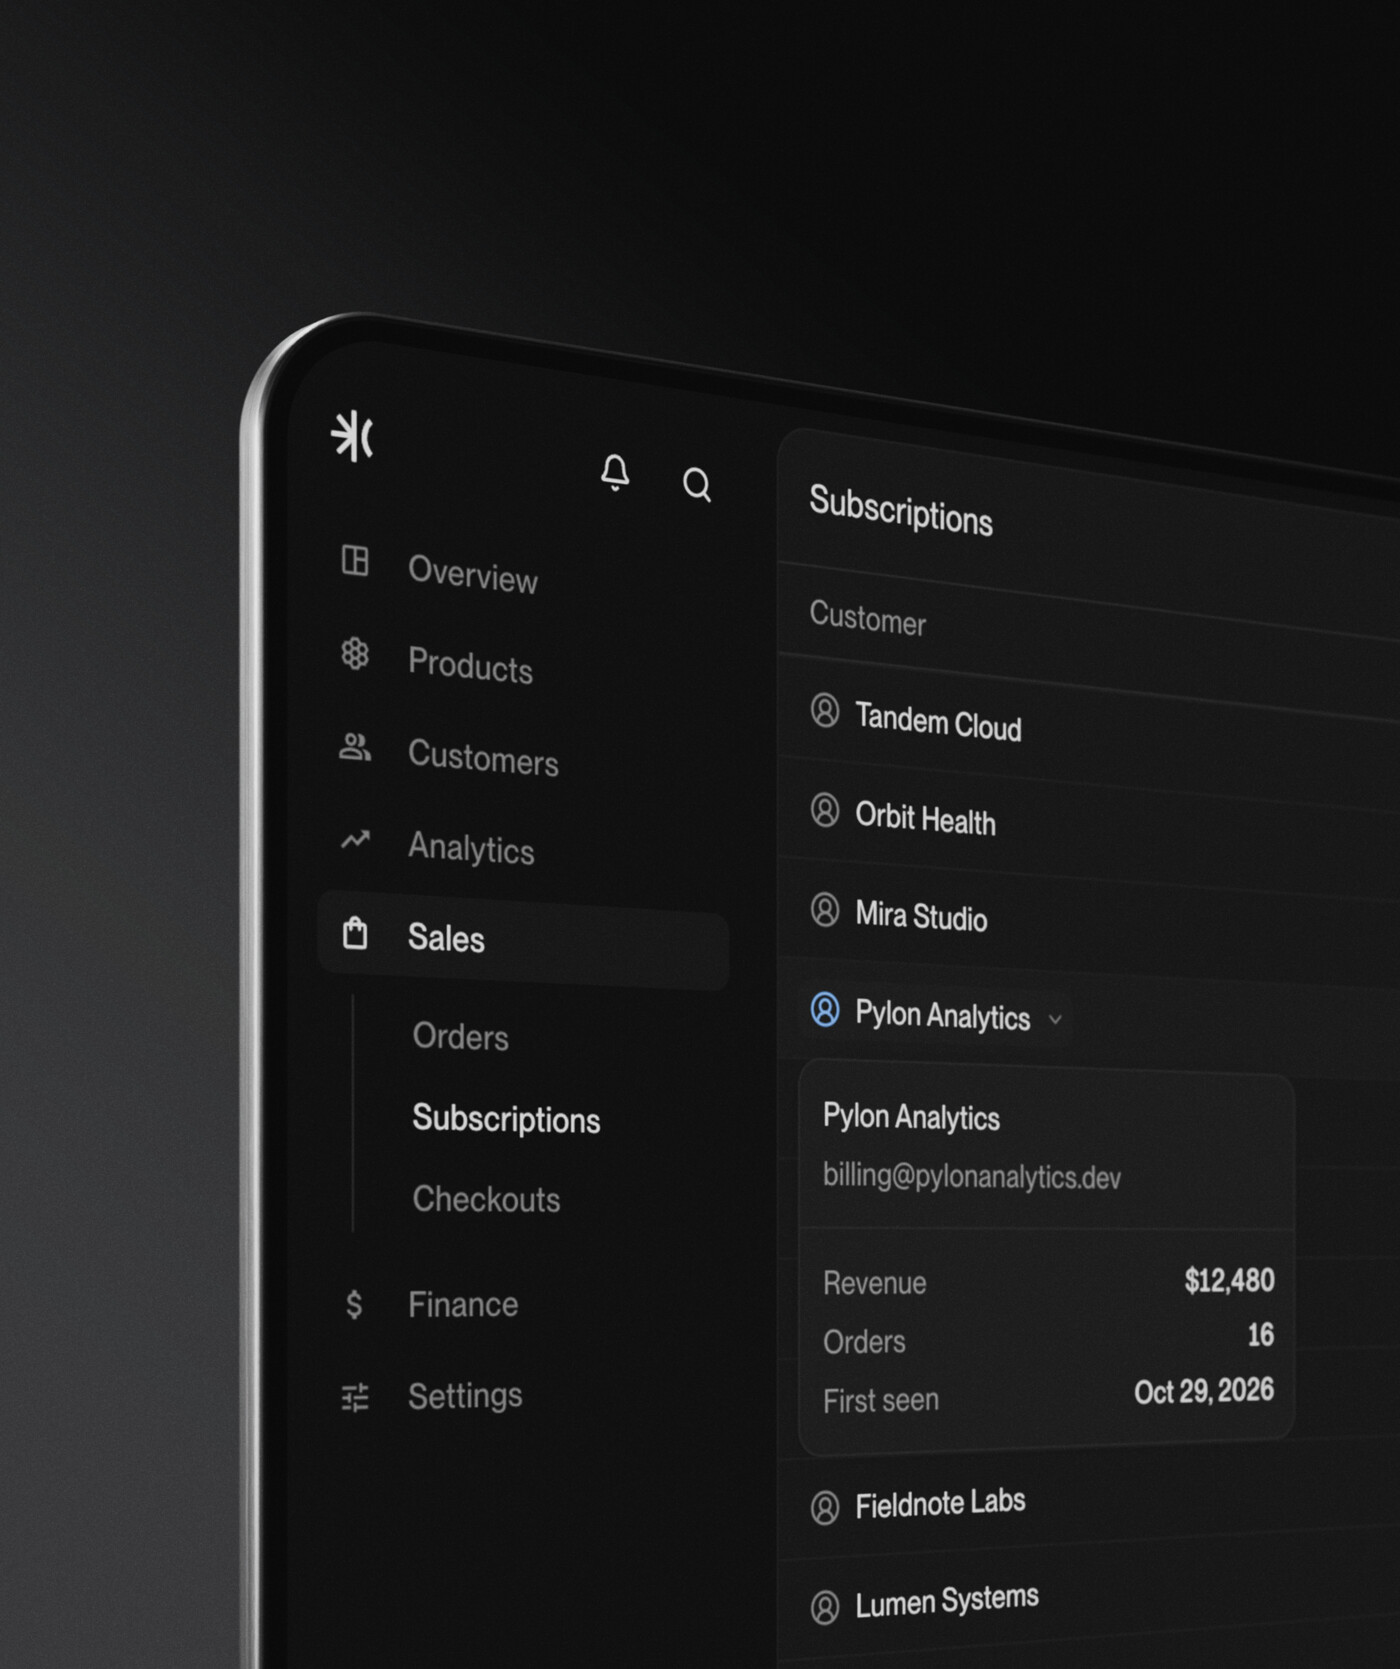 Overview
Products
Customers
Analytics
Sales
Orders
Subscriptions
Checkouts
Finance
Settings
Subscriptions
Customer
Tandem Cloud
Orbit Health
Mira Studio
Pylon Analytics
Pylon Analytics
billing@pylonanalytics.dev
Revenue $12,480
Orders 16
First seen Oct 29, 2026
Fieldnote Labs
Lumen Systems